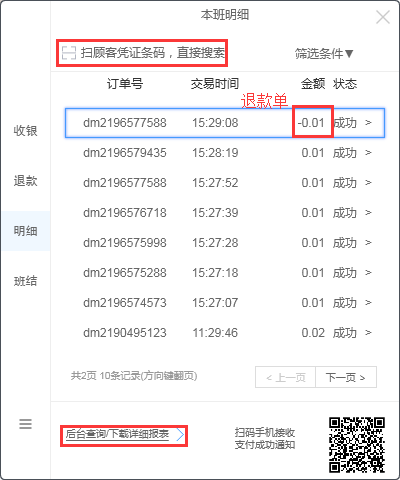 本班明细
扫顾客凭证条码，直接搜索
筛选条件▼
订单号 交易时间 金额 状态
退款单
dm2196577588 15:29:08 -0.01 成功 >
dm2196579435 15:28:19 0.01 成功 >
dm2196577588 15:27:52 0.01 成功 >
dm2196576718 15:27:39 0.01 成功 >
dm2196575998 15:27:28 0.01 成功 >
dm2196575288 15:27:18 0.01 成功 >
dm2196574573 15:27:07 0.01 成功 >
dm2190495123 11:29:46 0.02 成功 >
收银
退款
明细
班结
共2页 10条记录(方向键翻页)
< 上一页 下一页 >
后台查询/下载详细报表
扫码手机接收
支付成功通知